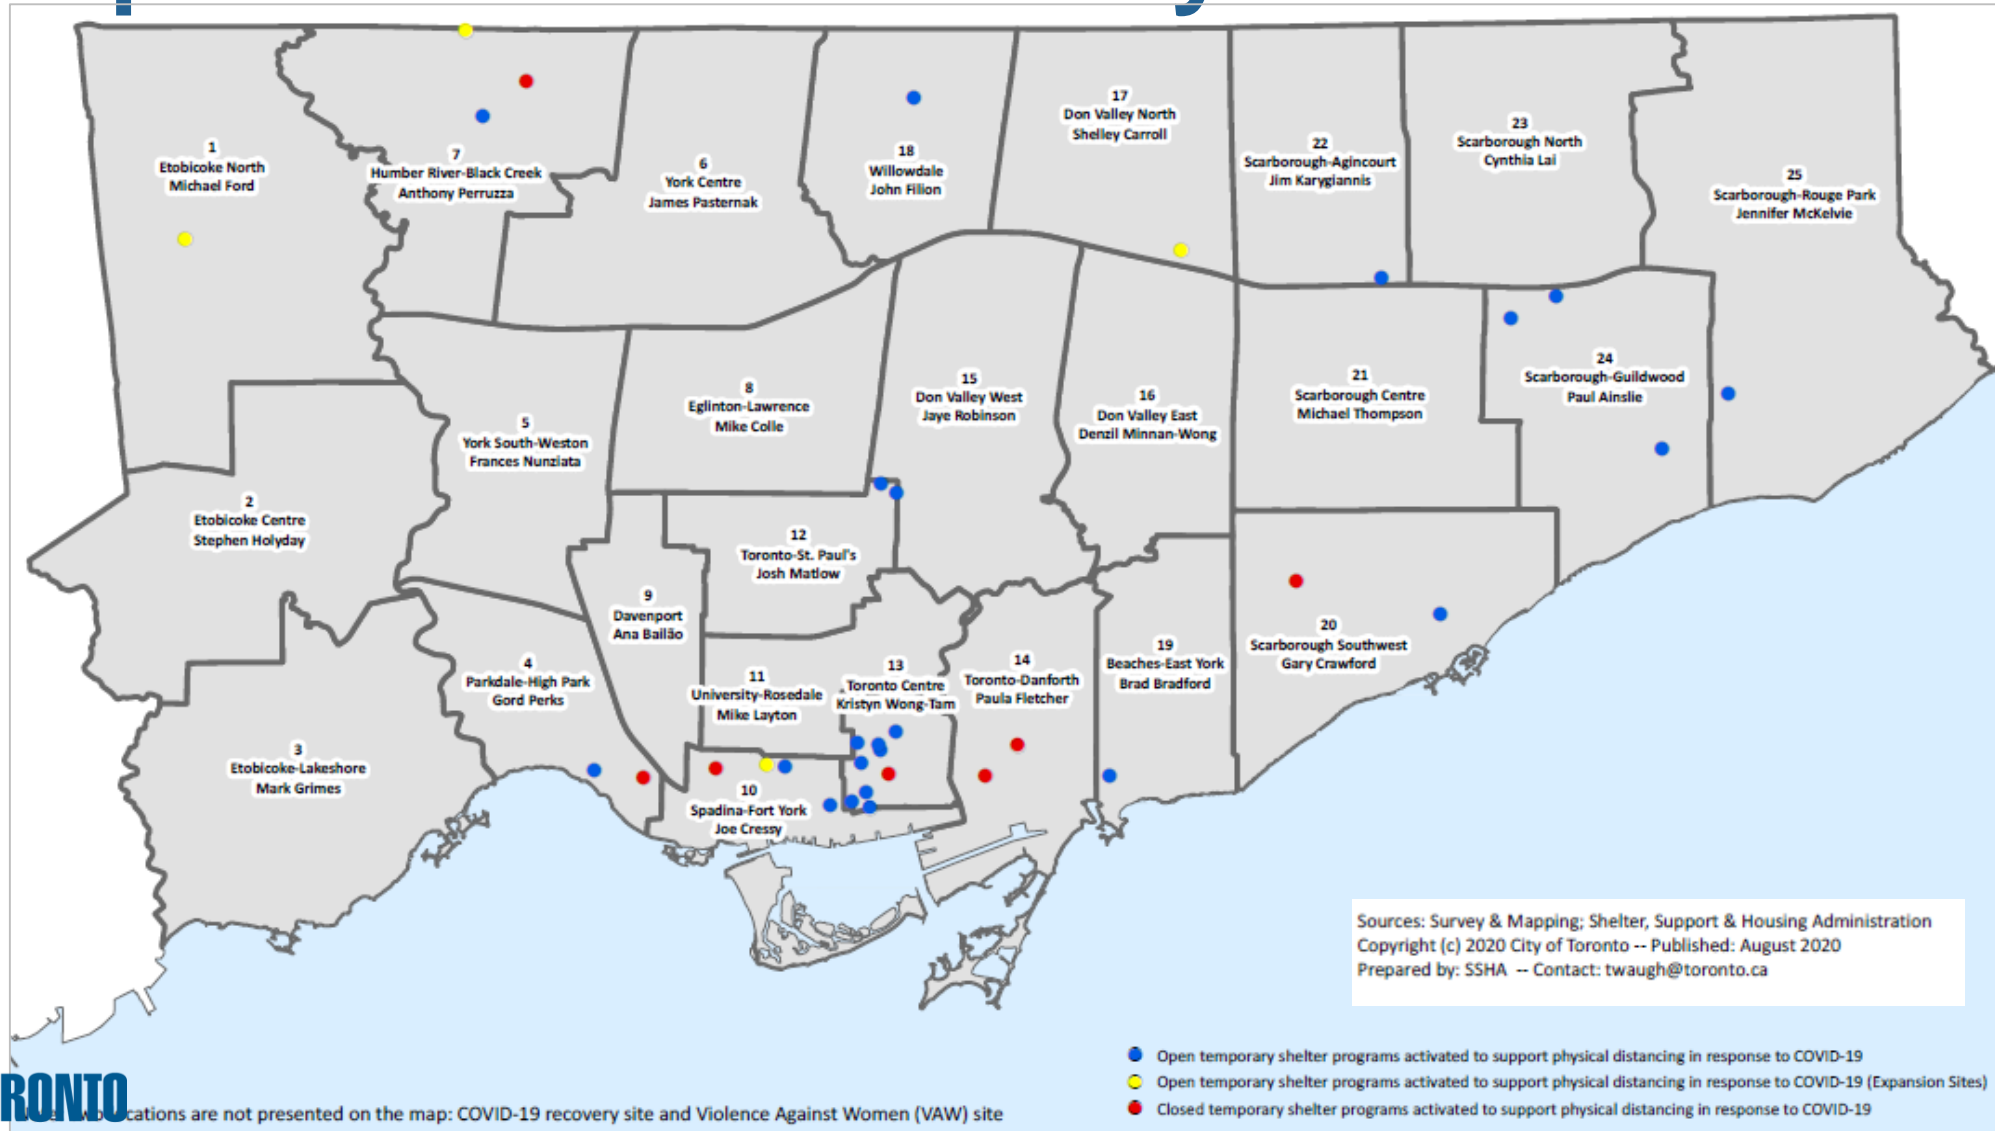 1
Etobicoke North
Michael Ford
7
Humber River-Black Creek
Anthony Perruzza
6
York Centre
James Pasternak
18
Willowdale
John Filion
17
Don Valley North
Shelley Carroll
22
Scarborough-Agincourt
Jim Karygiannis
23
Scarborough North
Cynthia Lai
25
Scarborough-Rouge Park
Jennifer McKelvie
2
Etobicoke Centre
Stephen Holyday
5
York South-Weston
Frances Nunziata
8
Eglinton-Lawrence
Mike Colle
15
Don Valley West
Jaye Robinson
16
Don Valley East
Denzil Minnan-Wong
21
Scarborough Centre
Michael Thompson
24
Scarborough-Guildwood
Paul Ainslie
12
Toronto-St. Paul's
Josh Matlow
9
Davenport
Ana Bailão
3
Etobicoke-Lakeshore
Mark Grimes
4
Parkdale-High Park
Gord Perks
11
University-Rosedale
Mike Layton
13
Toronto Centre
Kristyn Wong-Tam
14
Toronto-Danforth
Paula Fletcher
19
Beaches-East York
Brad Bradford
20
Scarborough Southwest
Gary Crawford
10
Spadina-Fort York
Joe Cressy
Sources: Survey & Mapping; Shelter, Support & Housing Administration
Copyright (c) 2020 City of Toronto -- Published: August 2020
Prepared by: SSHA -- Contact: twaugh@toronto.ca
Open temporary shelter programs activated to support physical distancing in response to COVID-19
Open temporary shelter programs activated to support physical distancing in response to COVID-19 (Expansion Sites)
Closed temporary shelter programs activated to support physical distancing in response to COVID-19
RONTO
cations are not presented on the map: COVID-19 recovery site and Violence Against Women (VAW) site